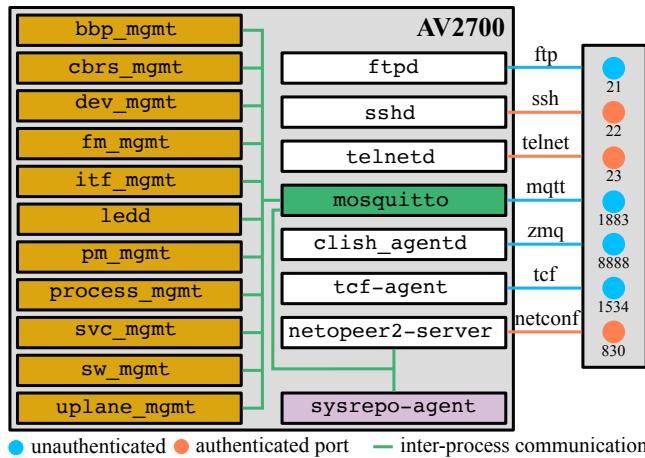 AV2700
bbp_mgmt
cbrs_mgmt
dev_mgmt
fm_mgmt
itf_mgmt
ledd
pm_mgmt
process_mgmt
svc_mgmt
sw_mgmt
uplane_mgmt
ftpd
sshd
telnetd
mosquitto
clish_agentd
tcf-agent
netopeer2-server
sysrepo-agent
ftp
ssh
telnet
mqtt
zmq
tcf
netconf
21
22
23
1883
8888
1534
830
unauthenticated authenticated port inter-process communication